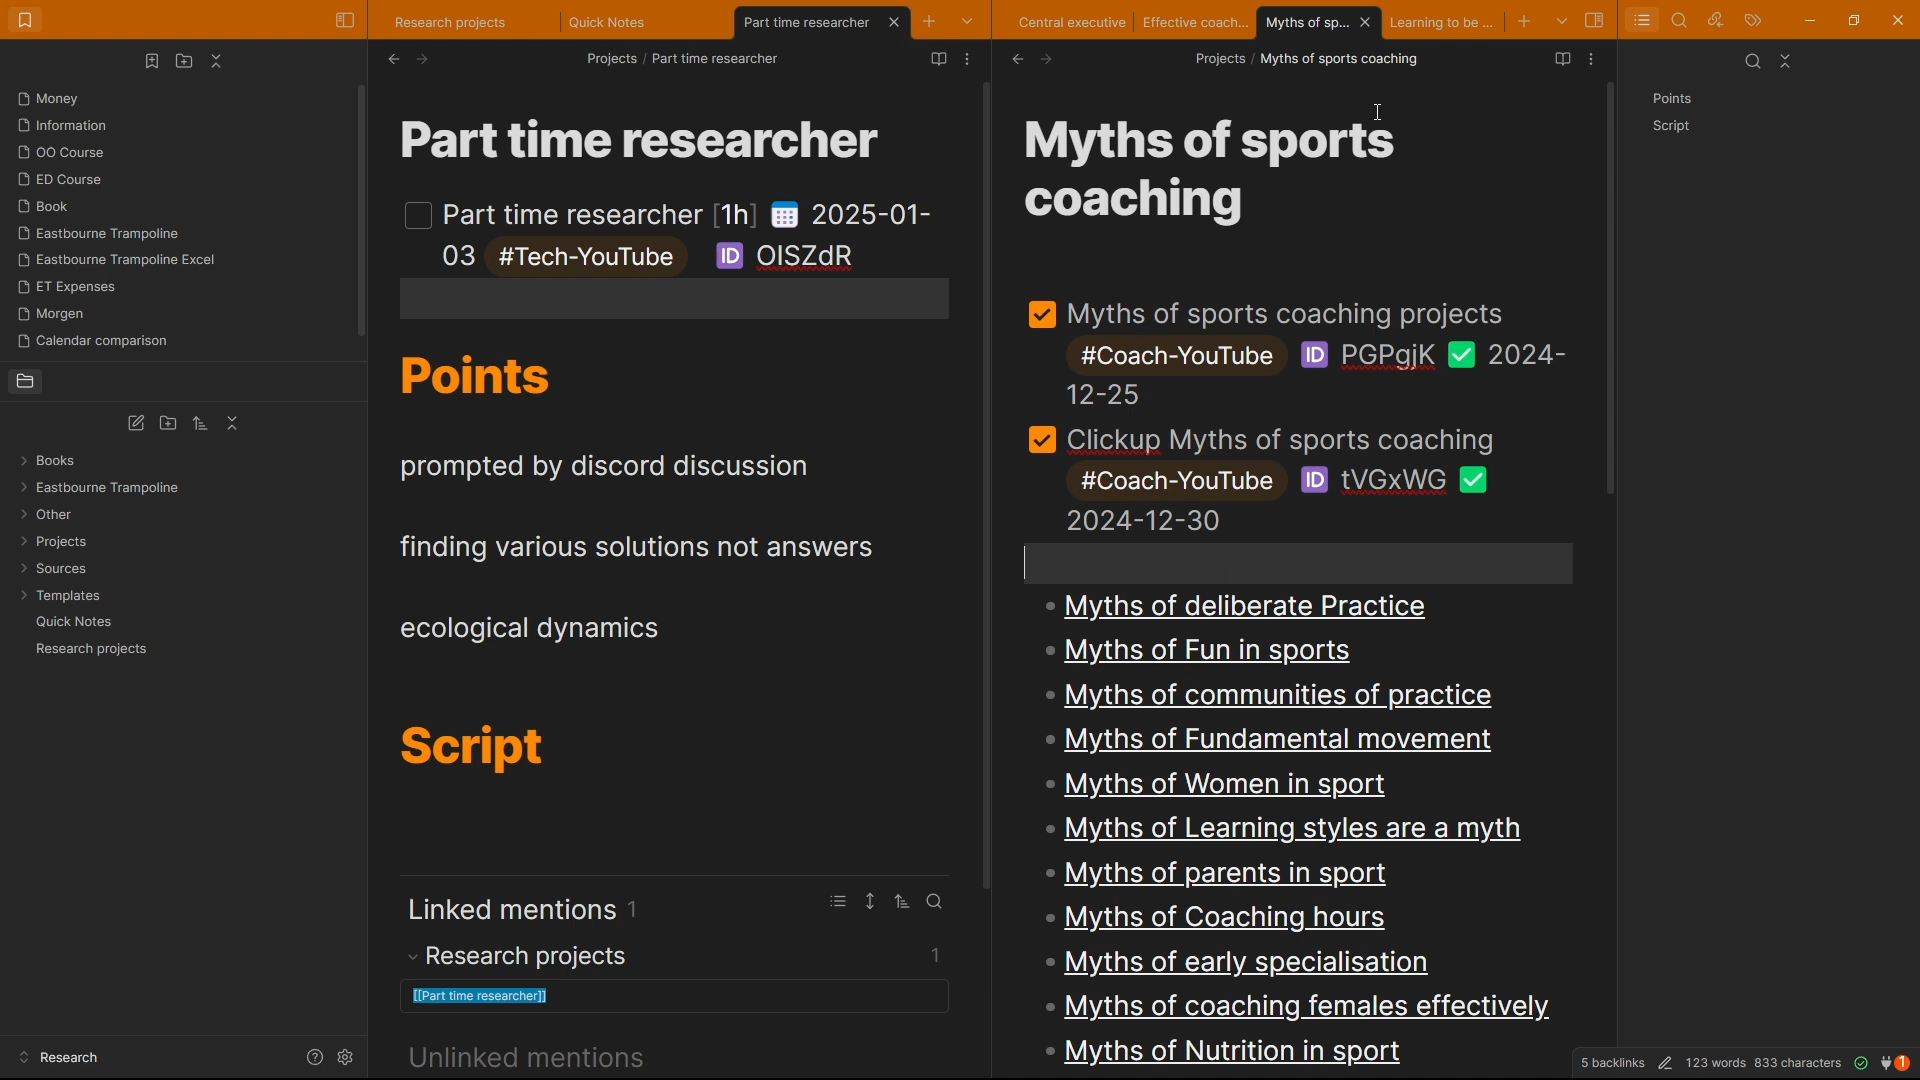 Research projects
Quick Notes
Part time researcher
Central executive
Effective coach...
Myths of sp...
Learning to be ...
Projects / Part time researcher
Projects / Myths of sports coaching
Money
Information
OO Course
ED Course
Book
Eastbourne Trampoline
Eastbourne Trampoline Excel
ET Expenses
Morgen
Calendar comparison
Books
Eastbourne Trampoline
Other
Projects
Sources
Templates
Quick Notes
Research projects
Research
Part time researcher
Part time researcher [1h] 2025-01-
03 #Tech-YouTube ID OISZdR
Points
prompted by discord discussion
finding various solutions not answers
ecological dynamics
Script
Linked mentions 1
Research projects 1
[[Part time researcher]]
Unlinked mentions
Myths of sports
coaching
Myths of sports coaching projects
#Coach-YouTube ID PGPgjK 2024-
12-25
Clickup Myths of sports coaching
#Coach-YouTube ID tVGxWG
2024-12-30
Myths of deliberate Practice
Myths of Fun in sports
Myths of communities of practice
Myths of Fundamental movement
Myths of Women in sport
Myths of Learning styles are a myth
Myths of parents in sport
Myths of Coaching hours
Myths of early specialisation
Myths of coaching females effectively
Myths of Nutrition in sport
Points
Script
5 backlinks 123 words 833 characters 1